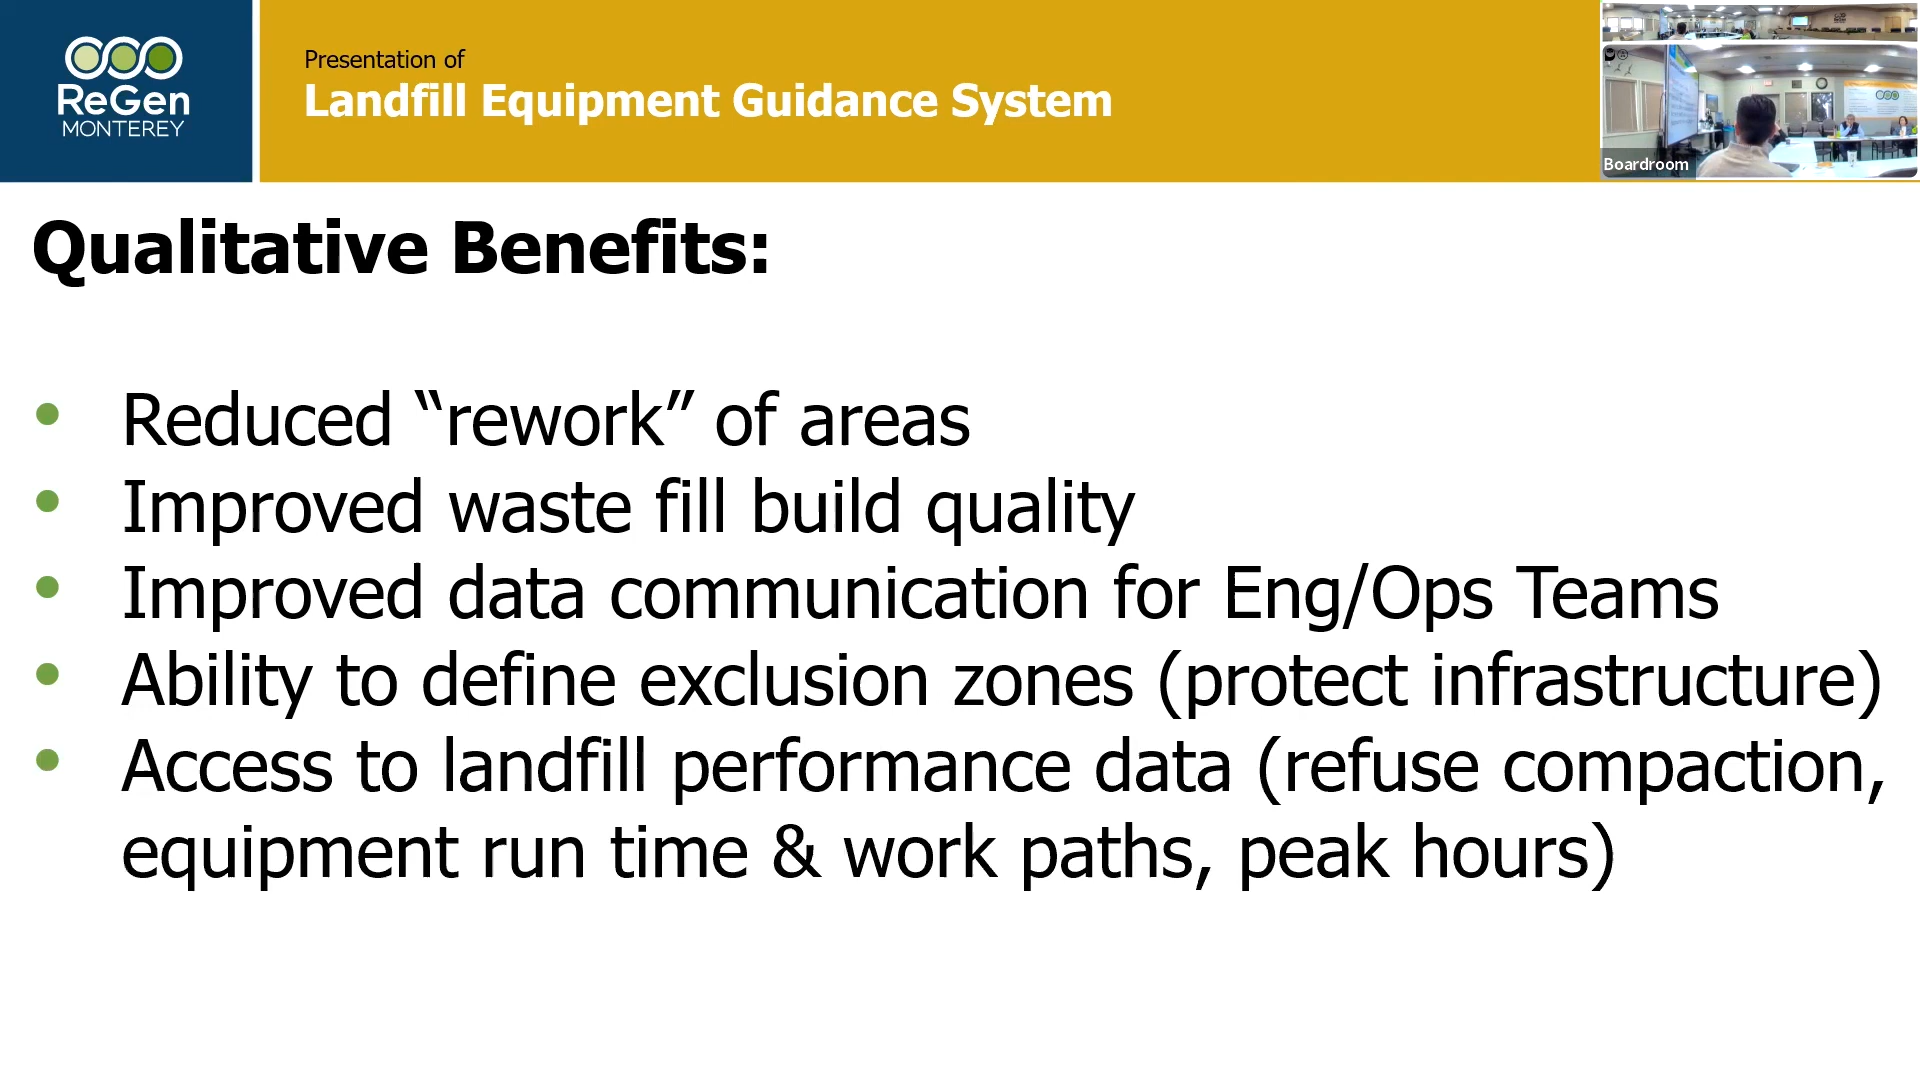 ReGen
MONTEREY
Presentation of
Landfill Equipment Guidance System
Boardroom
Qualitative Benefits:
• Reduced “rework” of areas
• Improved waste fill build quality
• Improved data communication for Eng/Ops Teams
• Ability to define exclusion zones (protect infrastructure)
• Access to landfill performance data (refuse compaction,
equipment run time & work paths, peak hours)